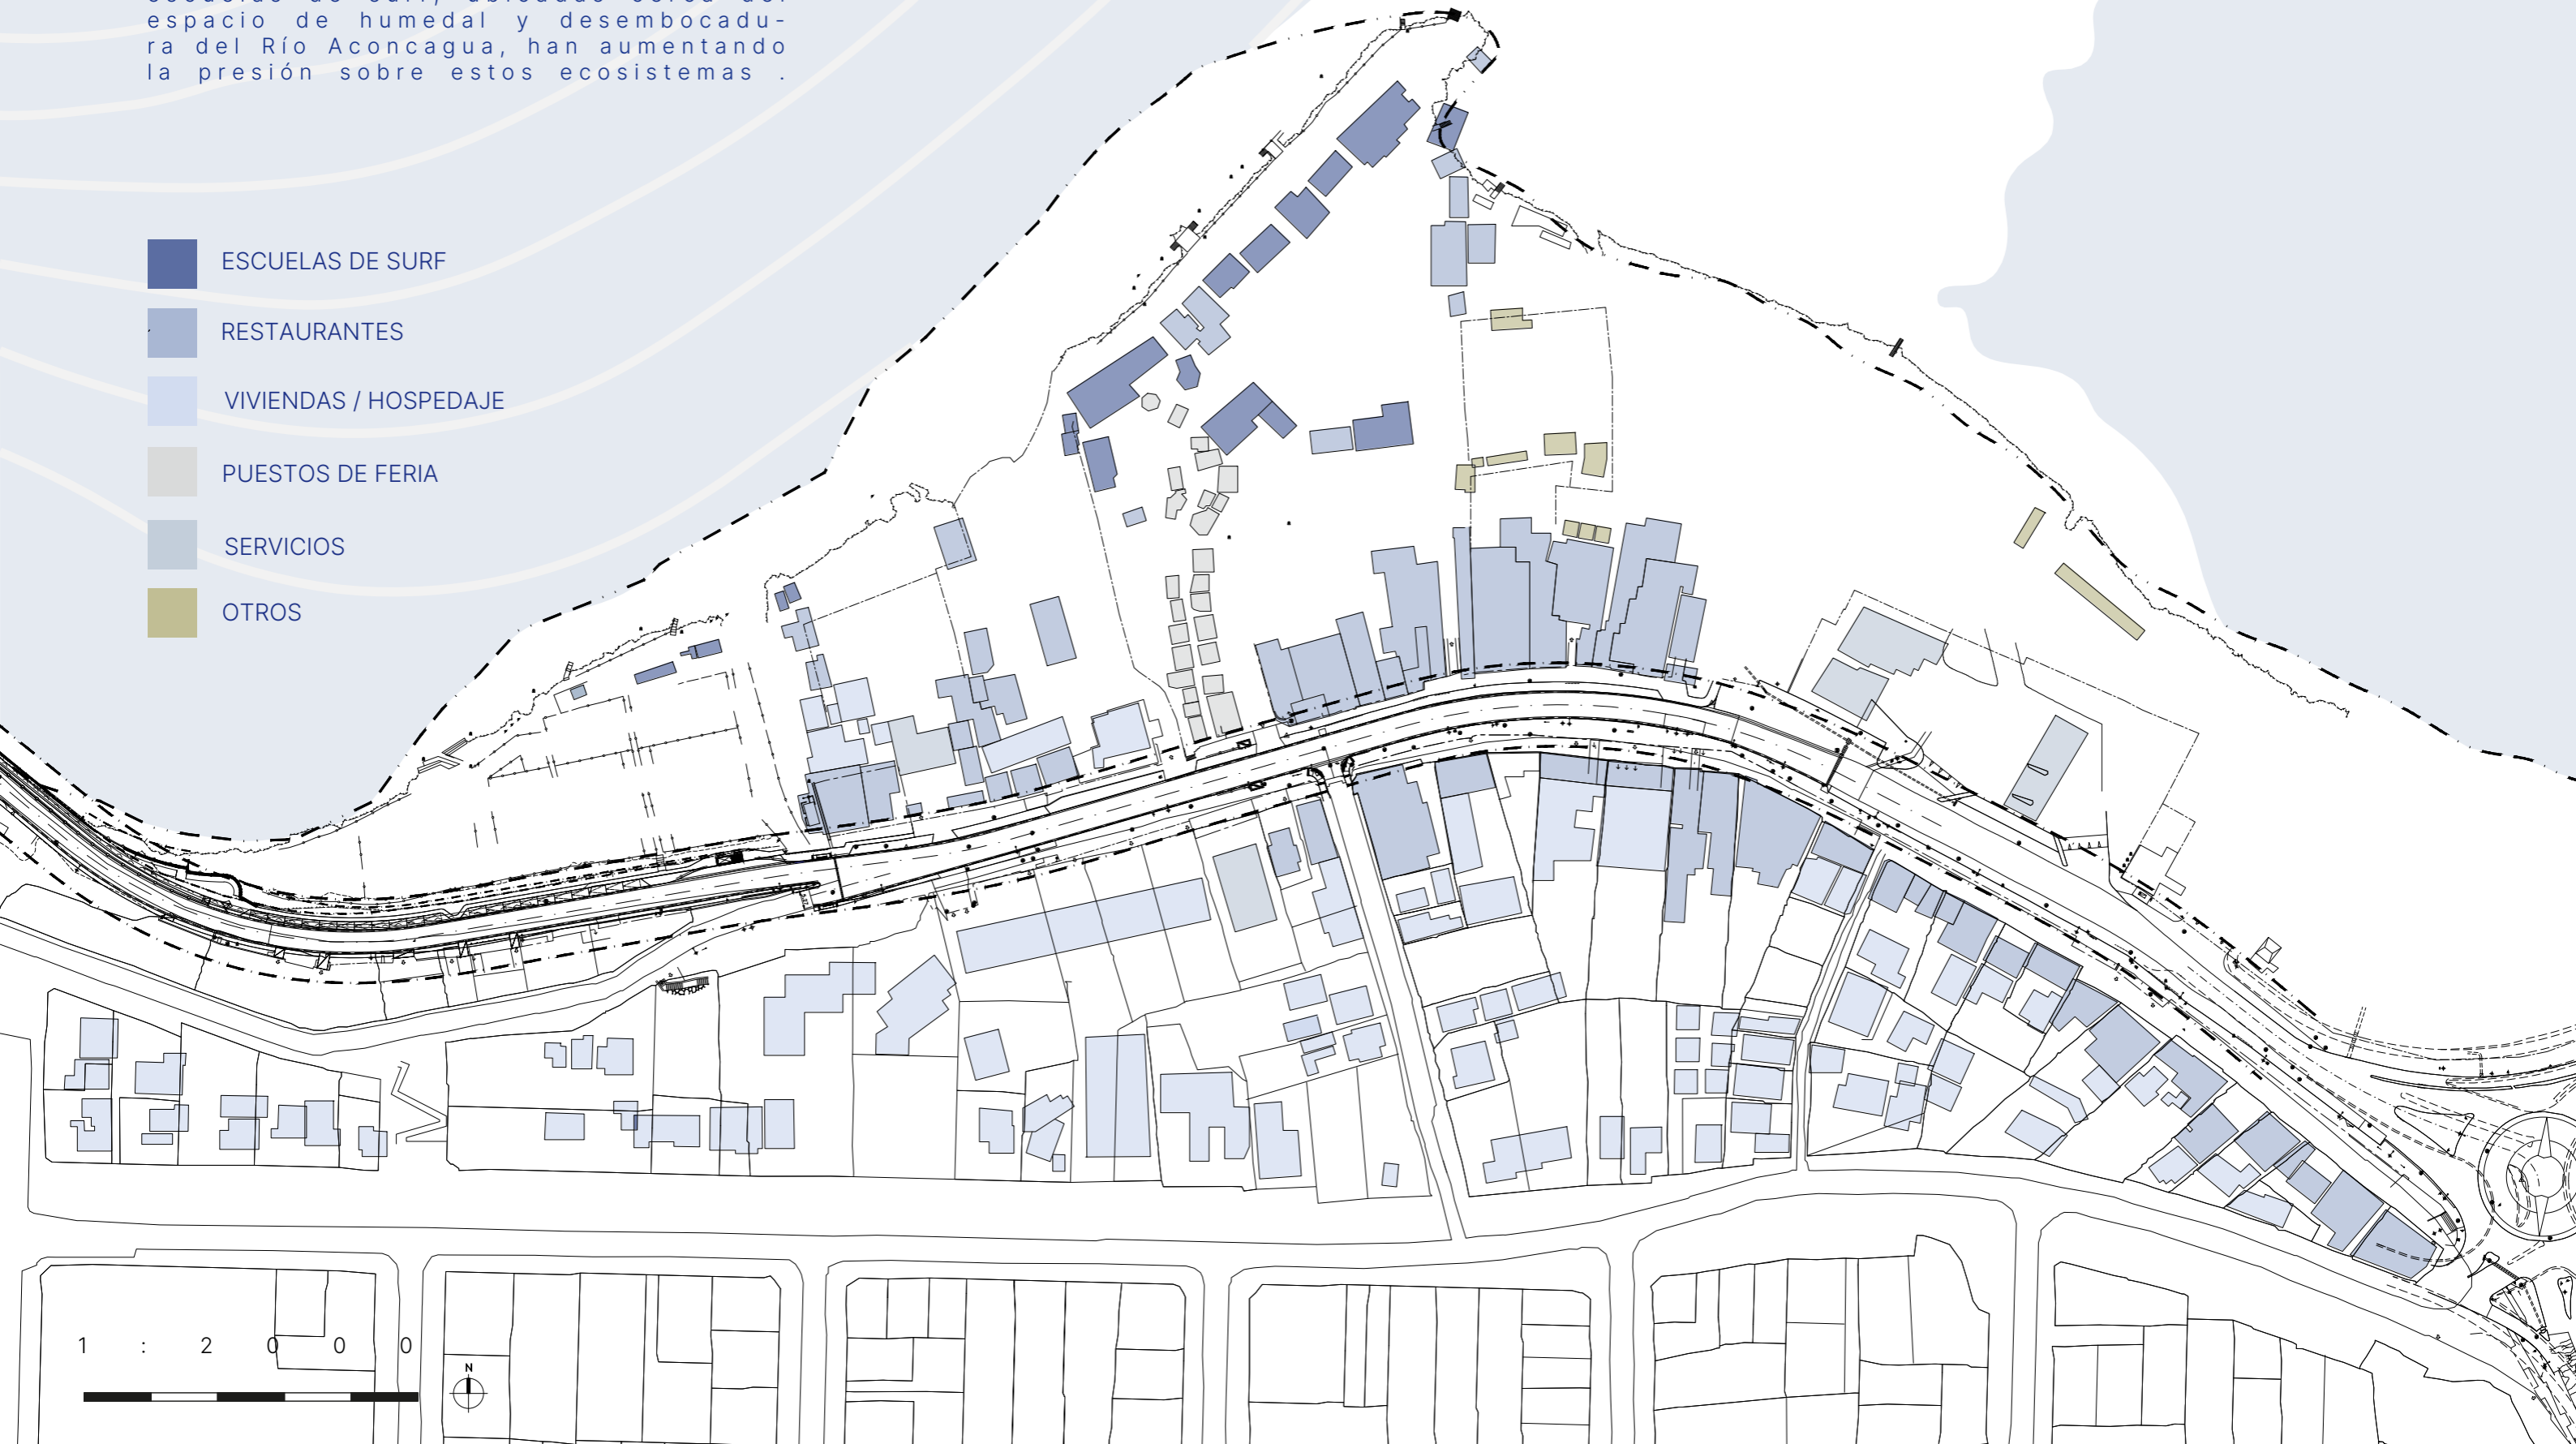 espacio de humedal y desembocadu-
ra del Río Aconcagua, han aumentando
la presión sobre estos ecosistemas .
ESCUELAS DE SURF
RESTAURANTES
VIVIENDAS / HOSPEDAJE
PUESTOS DE FERIA
SERVICIOS
OTROS
1 : 2 0 0 0
N